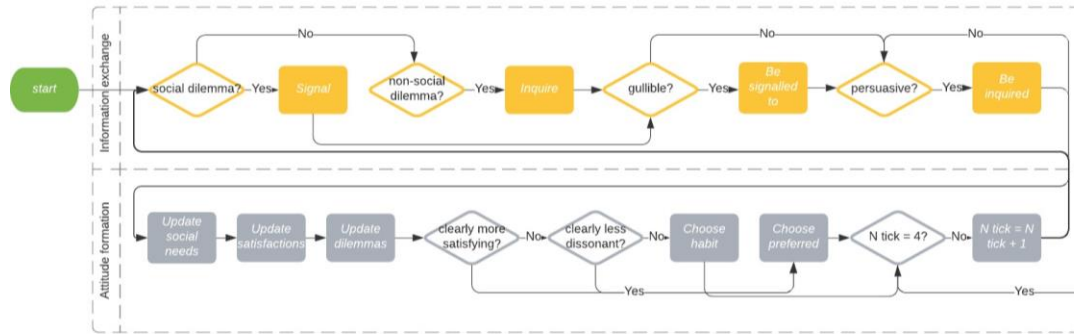 Information exchange
start
No
No
No
social dilemma?
Yes
Signal
non-social
dilemma?
Yes
Inquire
gullible?
Yes
Be
signalled
to
persuasive?
Yes
Be
inquired
Attitude formation
Update
social
needs
Update
satisfactions
Update
dilemmas
clearly more
satisfying?
No
clearly less
dissonant?
No
Choose
habit
Choose
preferred
N tick = 4?
No
N tick = N
tick + 1
Yes
Yes